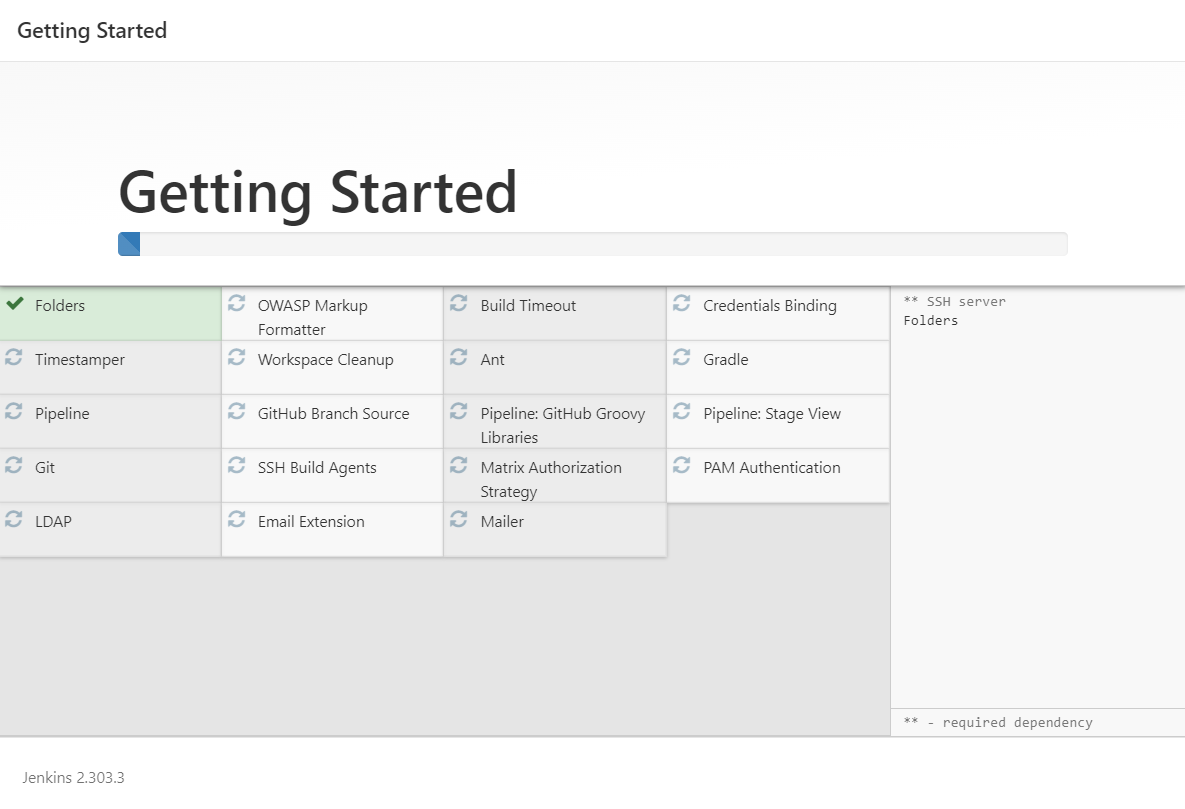 Getting Started
Getting Started
Folders
OWASP Markup
Formatter
Build Timeout
Credentials Binding
** SSH server
Folders
Timestamper
Workspace Cleanup
Ant
Gradle
Pipeline
GitHub Branch Source
Pipeline: GitHub Groovy
Libraries
Pipeline: Stage View
Git
SSH Build Agents
Matrix Authorization
Strategy
PAM Authentication
LDAP
Email Extension
Mailer
** - required dependency
Jenkins 2.303.3